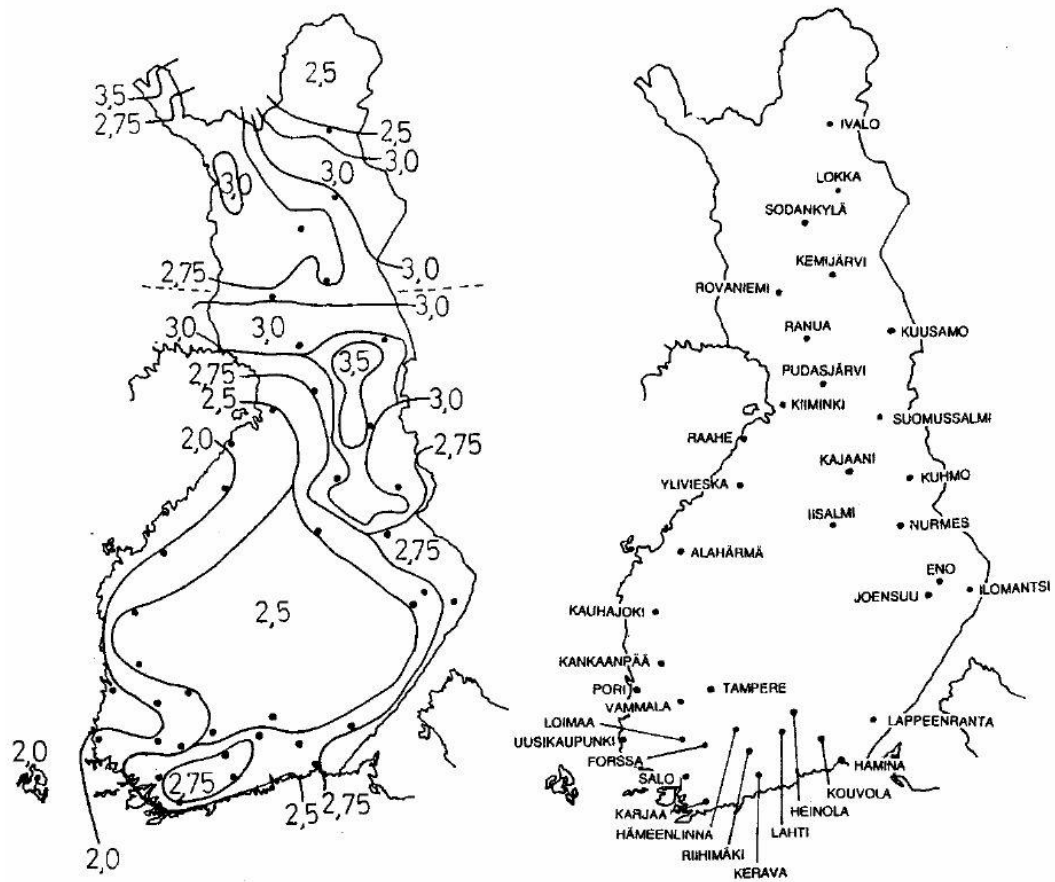 2,5
3,5
2,75
2,5
3,0
3,0
3,0
2,75
3,0
3,0
3,0
3,0
3,5
2,75
2,5
3,0
2,0
2,75
2,75
2,5
2,0
2,75
2,5
2,75
2,0
IVALO
LOKKA
SODANKYLÄ
KEMIJÄRVI
ROVANIEMI
RANUA
KUUSAMO
PUDASJÄRVI
KIIMINKI
SUOMUSSALMI
RAAHE
KAJAANI
YLIVIESKA
KUHMO
IISALMI
NURMES
ALAHÄRMÄ
ENO
ILOMANTSI
JOENSUU
KAUHAJOKI
KANKAANPÄÄ
PORI
TAMPERE
VAMMALA
LAPPEENRANTA
LOIMAA
UUSIKAUPUNKI
FORSSA
HAMINA
SALO
KOUVOLA
KARJAA
HEINOLA
HÄMEENLINNA
LAHTI
RIIHIMÄKI
KERAVA